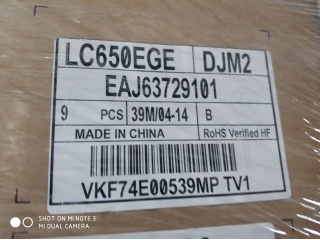 LC650EGE DJM2
EAJ63729101
9 PCS 39M/04-14 B
MADE IN CHINA RoHS Verified HF
VKF74E00539MP TV1
SHOT ON MI NOTE 3
MI DUAL CAMERA